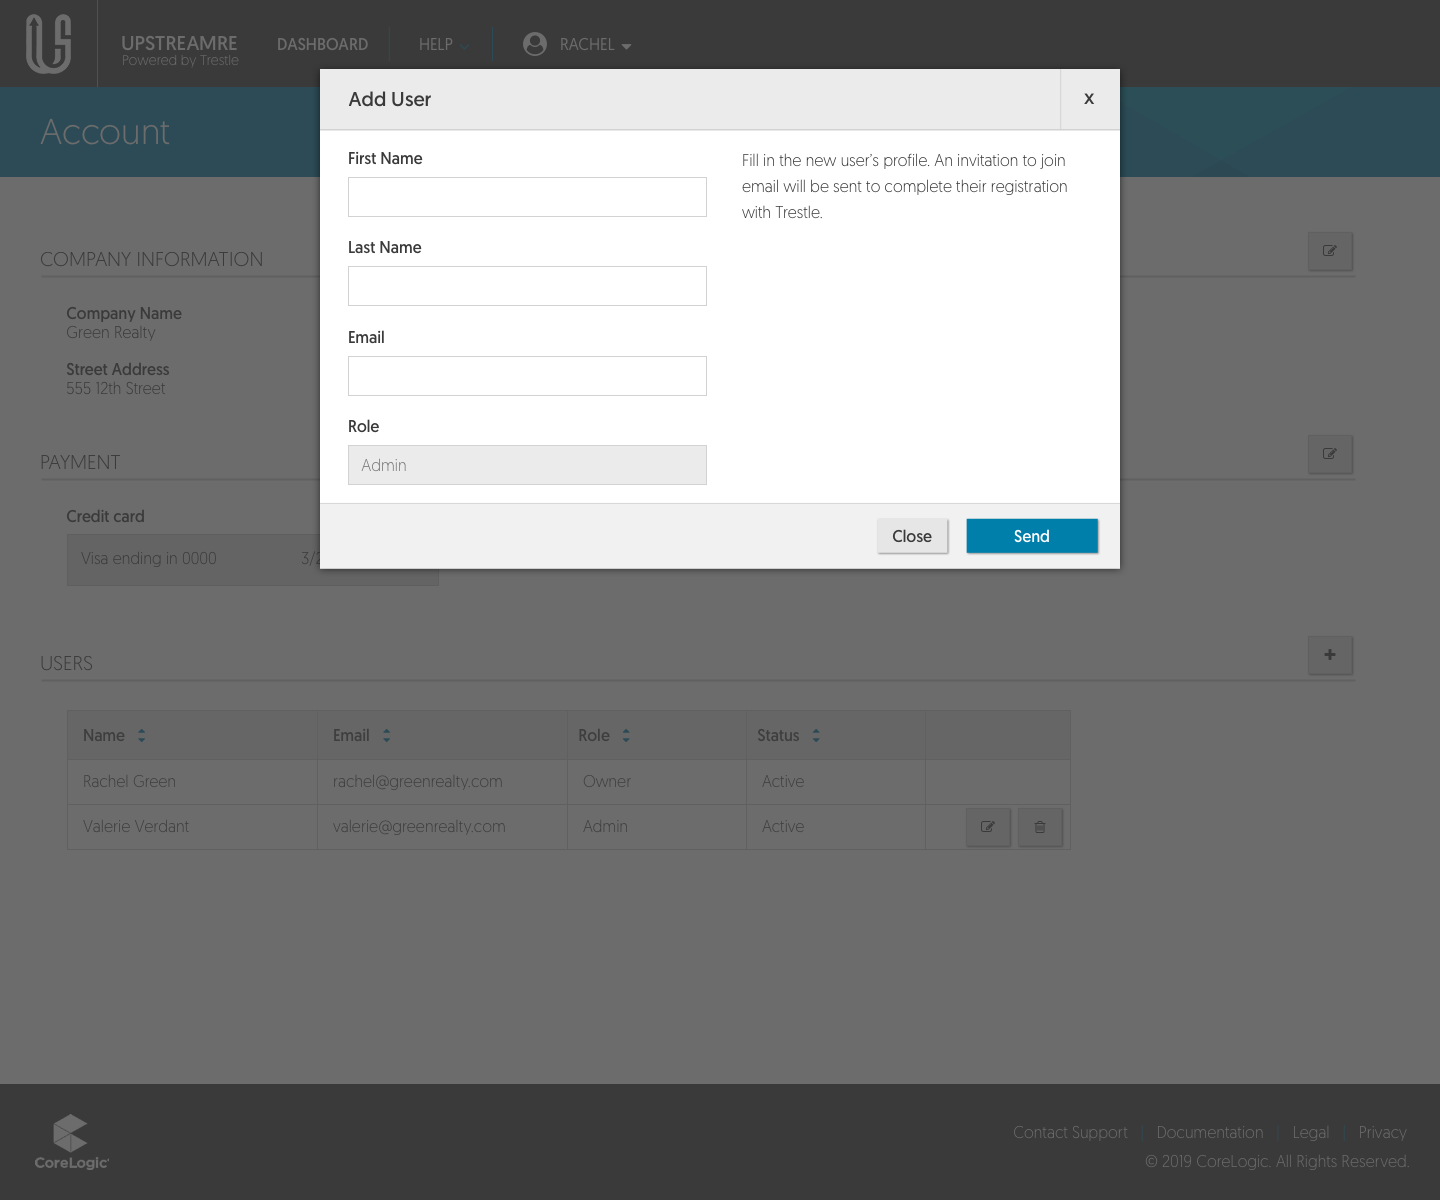 UPSTREAMRE
Powered by Trestle
DASHBOARD
HELP
RACHEL
Account
Add User
x
First Name
Last Name
Email
Role
Admin
Fill in the new user's profile. An invitation to join
email will be sent to complete their registration
with Trestle.
Close
Send
COMPANY INFORMATION
Company Name
Green Realty
Street Address
555 12th Street
PAYMENT
Credit card
Visa ending in 0000 3/2
USERS
Name Email Role Status
Rachel Green rachel@greenrealty.com Owner Active
Valerie Verdant valerie@greenrealty.com Admin Active
CoreLogic
Contact Support Documentation Legal Privacy
© 2019 CoreLogic. All Rights Reserved.